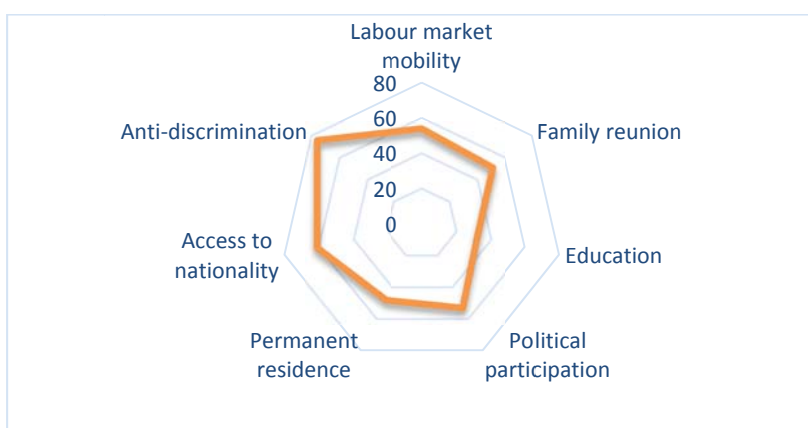 Labour market
mobility
80
60
40
20
0
Family reunion
Education
Political
participation
Permanent
residence
Access to
nationality
Anti-discrimination